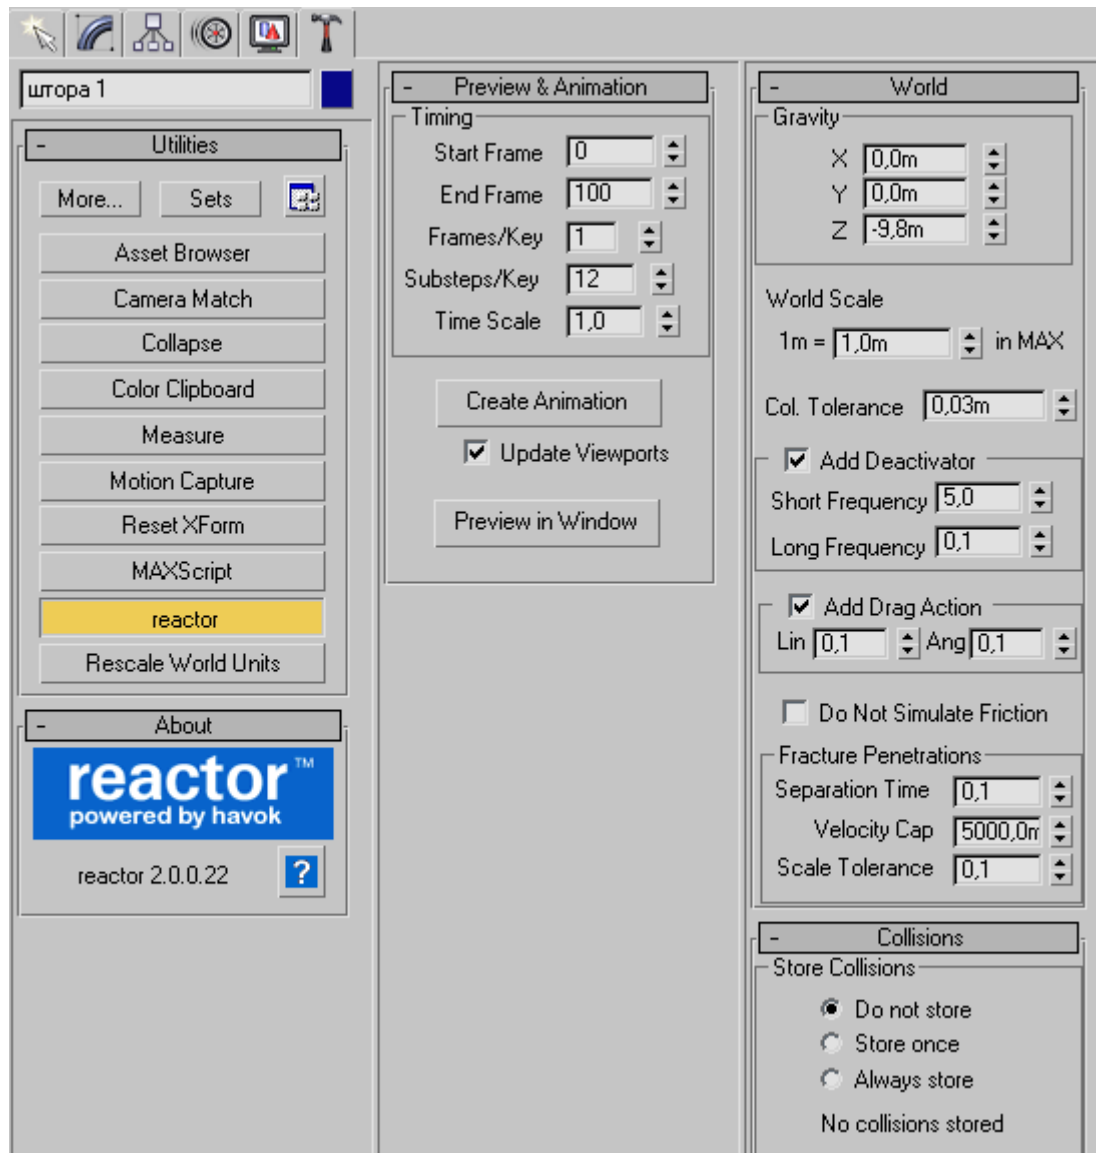 штора 1
- Utilities
More... Sets
Asset Browser
Camera Match
Collapse
Color Clipboard
Measure
Motion Capture
Reset XForm
MAXScript
reactor
Rescale World Units
- About
reactor™
powered by havok
reactor 2.0.0.22 ?
- Preview & Animation
Timing
Start Frame 0
End Frame 100
Frames/Key 1
Substeps/Key 12
Time Scale 1,0
Create Animation
Update Viewports
Preview in Window
- World
Gravity
X 0,0m
Y 0,0m
Z -9,8m
World Scale
1m = 1,0m in MAX
Col. Tolerance 0,03m
Add Deactivator
Short Frequency 5,0
Long Frequency 0,1
Add Drag Action
Lin 0,1 Ang 0,1
Do Not Simulate Friction
Fracture Penetrations
Separation Time 0,1
Velocity Cap 5000,0m
Scale Tolerance 0,1
- Collisions
Store Collisions
Do not store
Store once
Always store
No collisions stored